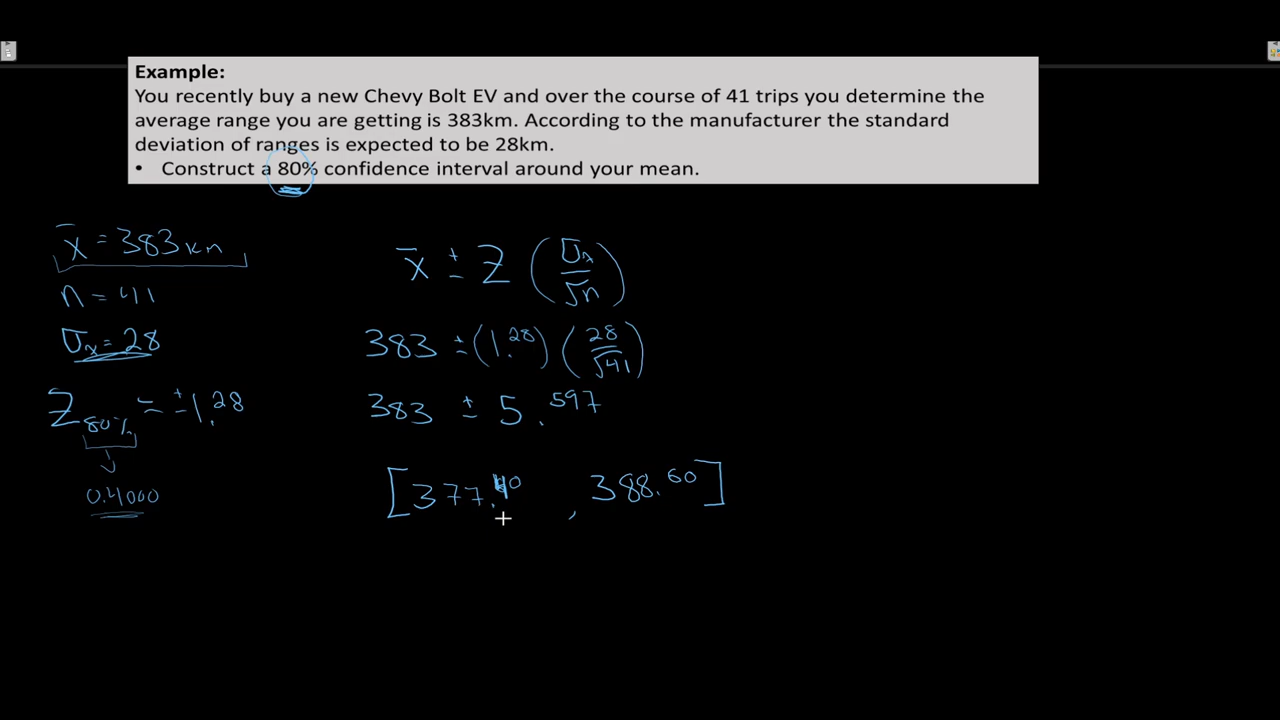 Example:
You recently buy a new Chevy Bolt EV and over the course of 41 trips you determine the
average range you are getting is 383km. According to the manufacturer the standard
deviation of ranges is expected to be 28km.
• Construct a 80% confidence interval around your mean.
x̄ = 383km
n = 41
σx = 28
Z80% = ±1.28
0.4000
x̄ ± Z (σx/√n)
383 ± (1.28) (28/√41)
383 ± 5.597
[377.40 , 388.60]